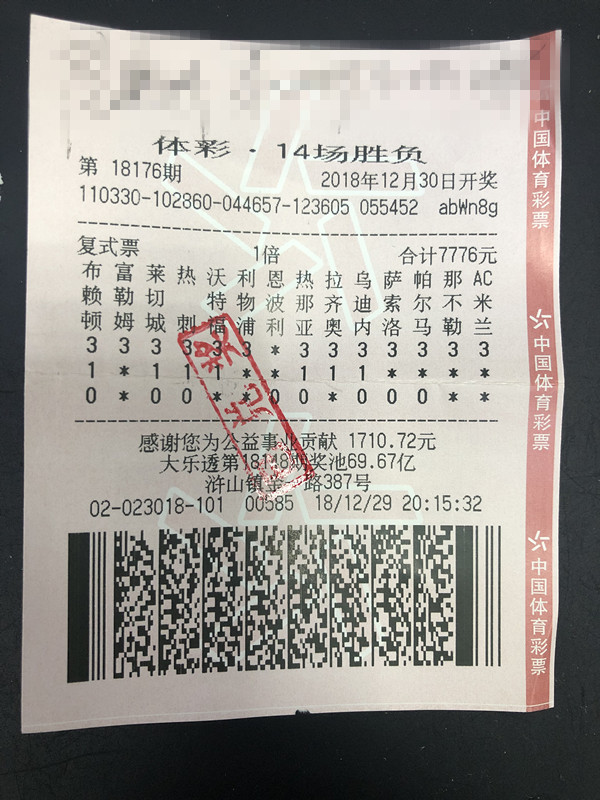 体彩·14场胜负
第 18176期 2018年12月30日开奖
110330-102860-044657-123605 055452 abWn8g
复式票 1倍 合计7776元
布 富 莱 热 沃 利 恩 热 拉 乌 萨 帕 那 AC
赖 勒 切 特 物 波 那 齐 迪 索 尔 不 米
顿 姆 城 刺 福 浦 利 亚 奥 内 洛 马 勒 兰
3 3 3 3 3 3 * 3 3 3 3 3 3 3
1 * 1 1 1 * * 1 1 1 * * * *
0 * 0 0 * * 0 0 * 0 0 0 * *
感谢您为公益事业贡献 1710.72元
大乐透第18148期奖池69.67亿
浒山镇 路387号
02-023018-101 00585 18/12/29 20:15:32
中国体育彩票
中国体育彩票
中国体育彩票